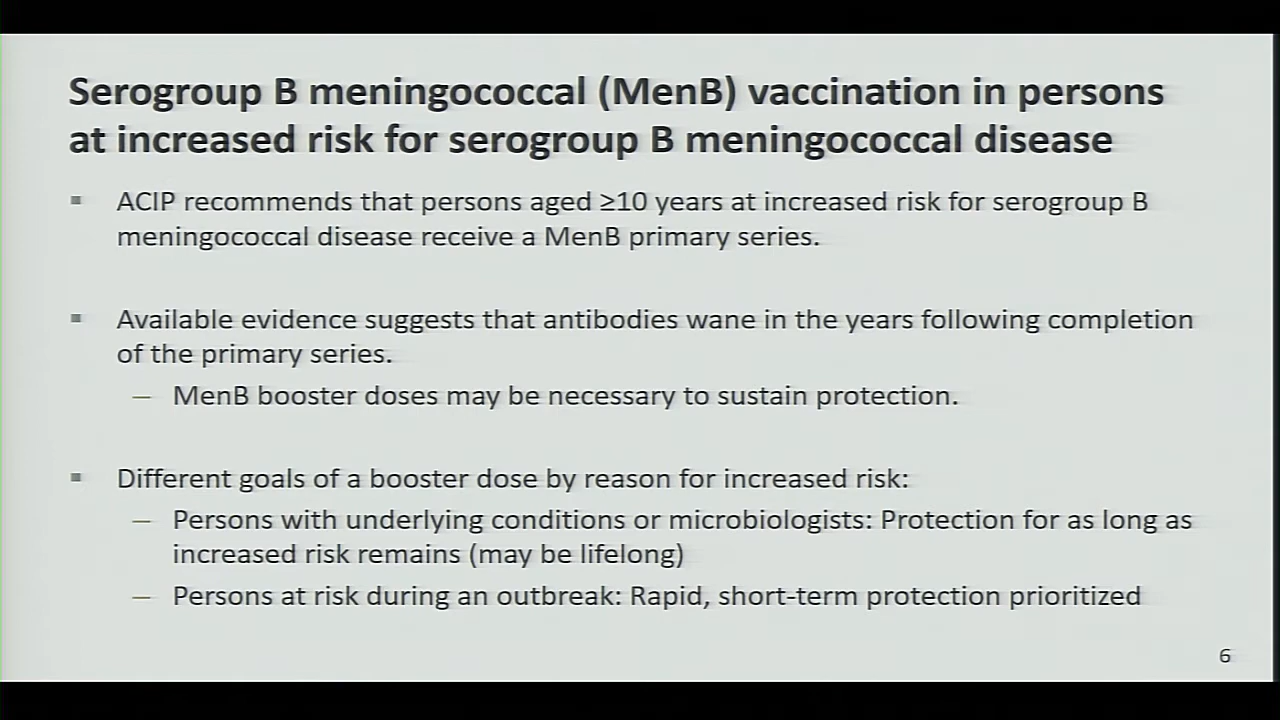 Serogroup B meningococcal (MenB) vaccination in persons
at increased risk for serogroup B meningococcal disease
▪ ACIP recommends that persons aged ≥10 years at increased risk for serogroup B
meningococcal disease receive a MenB primary series.
▪ Available evidence suggests that antibodies wane in the years following completion
of the primary series.
– MenB booster doses may be necessary to sustain protection.
▪ Different goals of a booster dose by reason for increased risk:
– Persons with underlying conditions or microbiologists: Protection for as long as
increased risk remains (may be lifelong)
– Persons at risk during an outbreak: Rapid, short-term protection prioritized
6